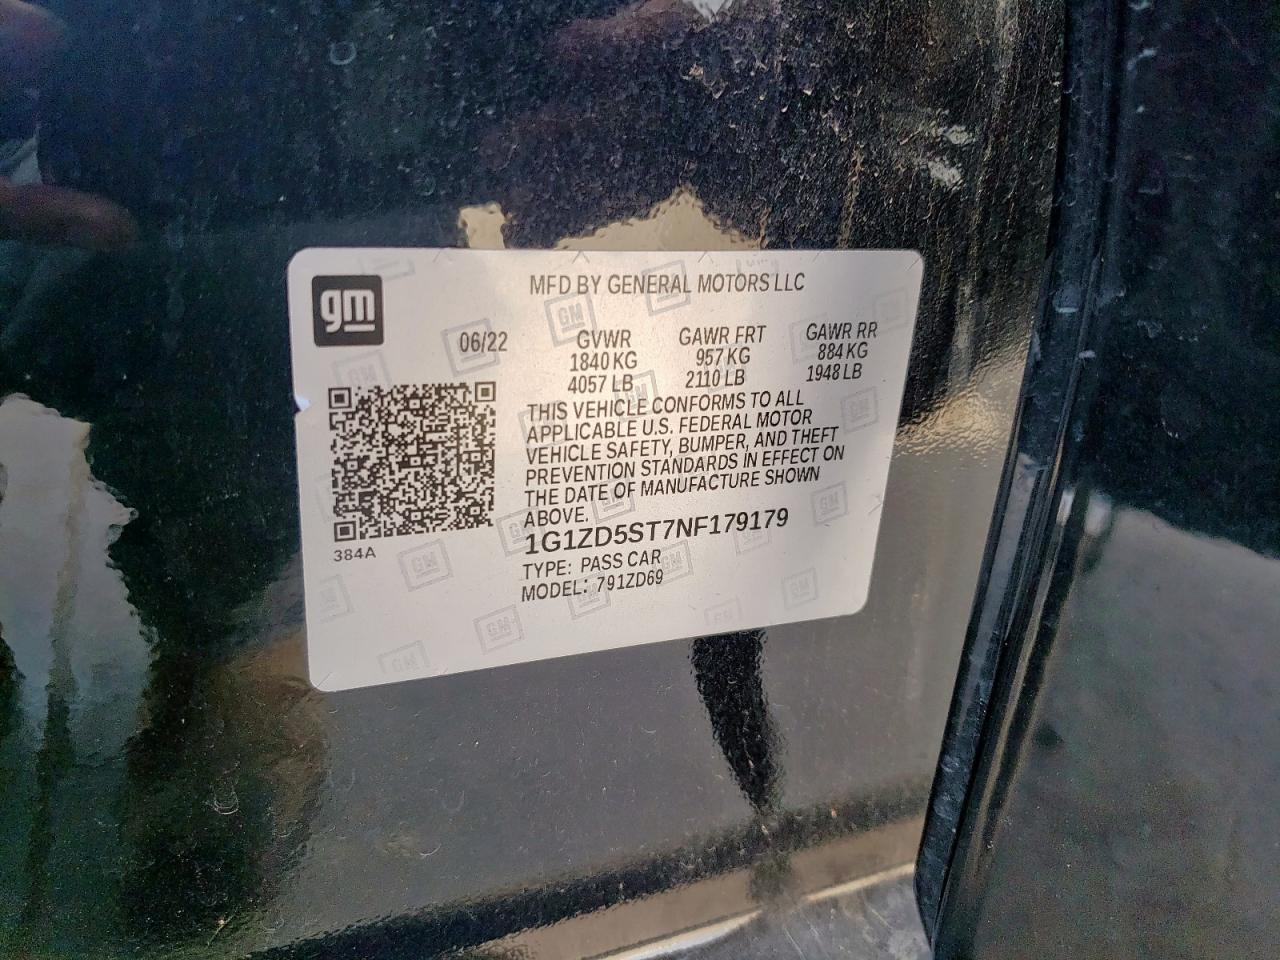 gm
MFD BY GENERAL MOTORS LLC
06/22 GVWR GAWR FRT GAWR RR
1840 KG 957 KG 884 KG
4057 LB 2110 LB 1948 LB
THIS VEHICLE CONFORMS TO ALL
APPLICABLE U.S. FEDERAL MOTOR
VEHICLE SAFETY, BUMPER, AND THEFT
PREVENTION STANDARDS IN EFFECT ON
THE DATE OF MANUFACTURE SHOWN
ABOVE.
384A
1G1ZD5ST7NF179179
TYPE: PASS CAR
MODEL: 791ZD69